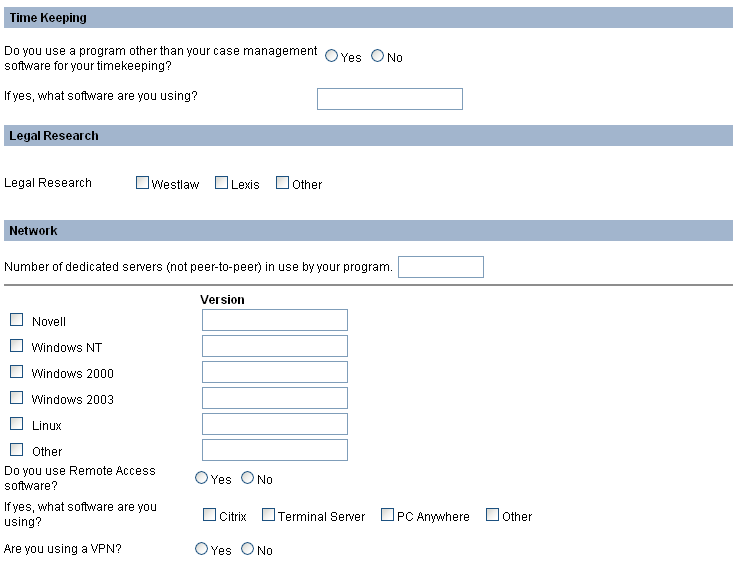 Time Keeping
Do you use a program other than your case management
software for your timekeeping?
Yes No
If yes, what software are you using?
Legal Research
Legal Research Westlaw Lexis Other
Network
Number of dedicated servers (not peer-to-peer) in use by your program.
Version
Novell
Windows NT
Windows 2000
Windows 2003
Linux
Other
Do you use Remote Access
software?
Yes No
If yes, what software are you
using?
Citrix Terminal Server PC Anywhere Other
Are you using a VPN? Yes No